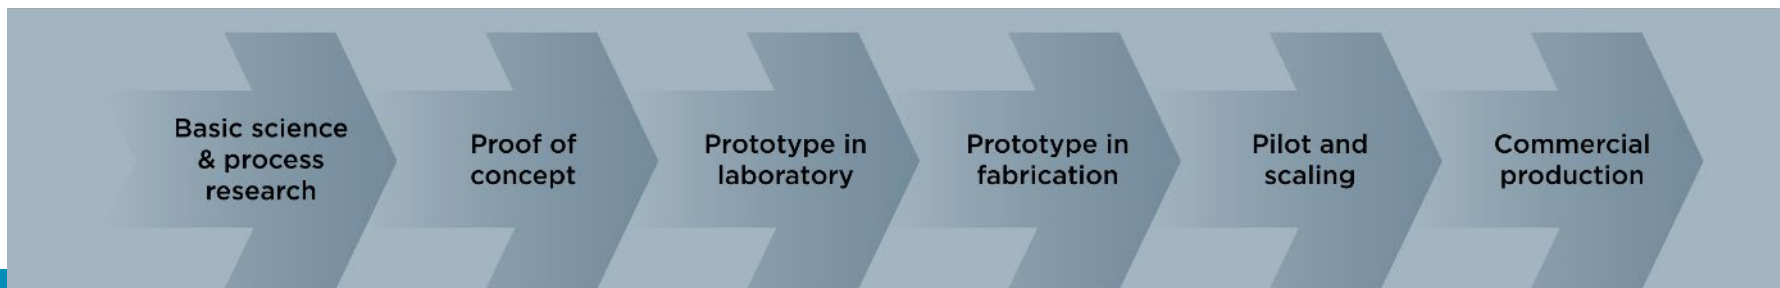 Basic science
& process
research
Proof of
concept
Prototype in
laboratory
Prototype in
fabrication
Pilot and
scaling
Commercial
production